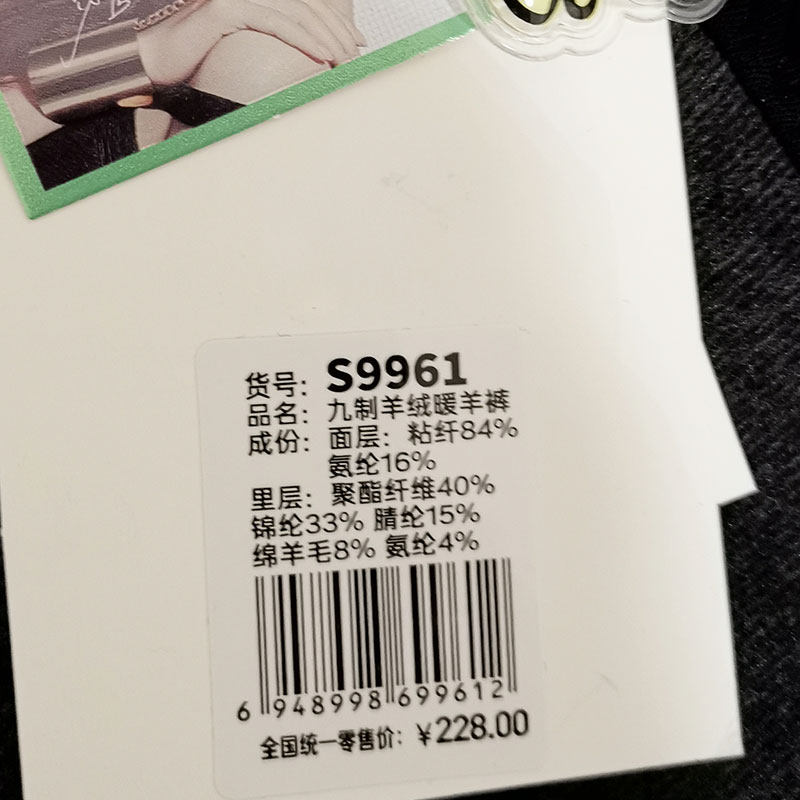 货号：S9961
品名：九制羊绒暖羊裤
成份：面层：粘纤84%
氨纶16%
里层：聚酯纤维40%
锦纶33% 腈纶15%
绵羊毛8% 氨纶4%
6 948998 699612
全国统一零售价：¥228.00